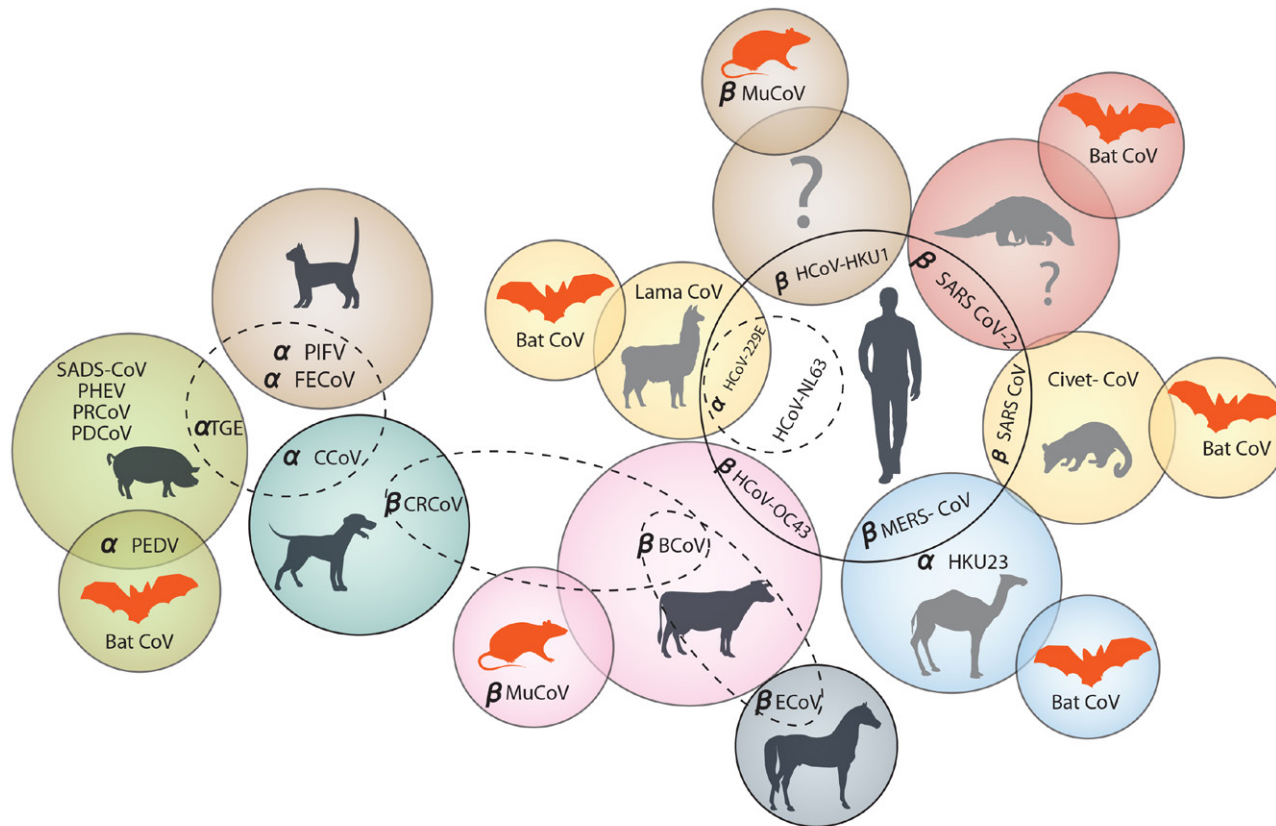 β MuCoV
Bat CoV
?
β HCoV-HKU1
β SARS CoV-2
?
Lama CoV
Bat CoV
α HCoV-229E
HCoV-NL63
β SARS CoV
Civet- CoV
Bat CoV
α PIFV
α FECoV
SADS-CoV
PHEV
PRCoV
PDCoV
αTGE
α CCoV
β CRCoV
α PEDV
Bat CoV
β HCoV-OC43
β BCoV
β MuCoV
β ECoV
β MERS- CoV
α HKU23
Bat CoV